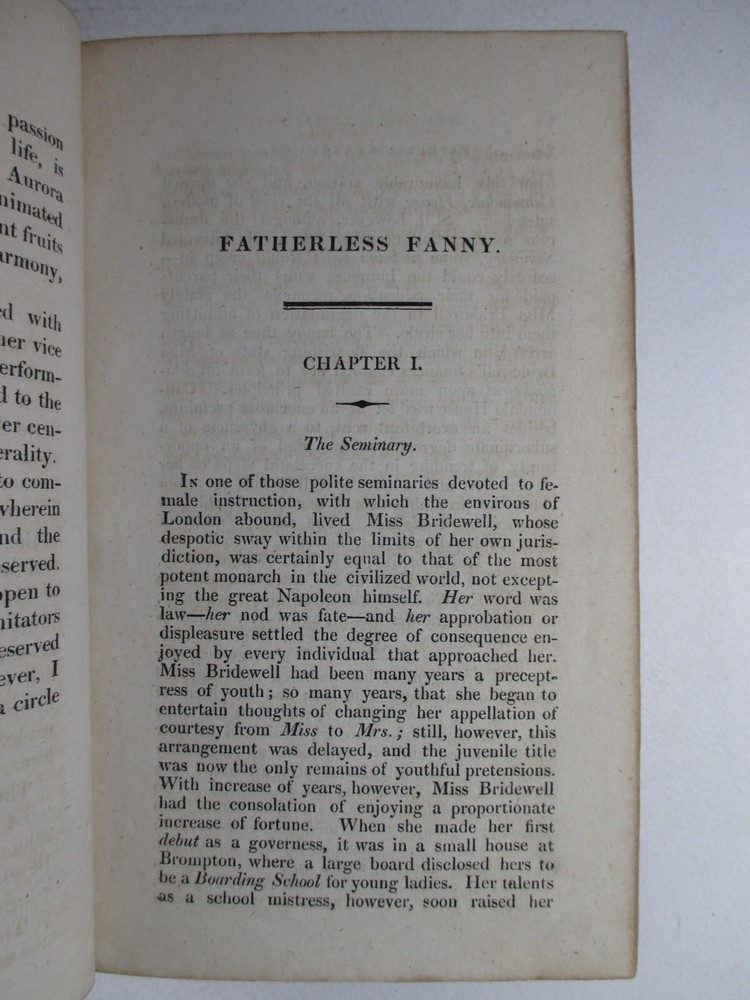 passion
life, is
Aurora
nimated
nt fruits
armony,
ed with
her vice
erform-
d to the
er cen-
erality.
to com-
wherein
nd the
served.
open to
mitators
eserved
ever, I
a circle
FATHERLESS FANNY.
CHAPTER I.
The Seminary.
In one of those polite seminaries devoted to fe-
male instruction, with which the environs of
London abound, lived Miss Bridewell, whose
despotic sway within the limits of her own juris-
diction, was certainly equal to that of the most
potent monarch in the civilized world, not except-
ing the great Napoleon himself. Her word was
law—her nod was fate—and her approbation or
displeasure settled the degree of consequence en-
joyed by every individual that approached her.
Miss Bridewell had been many years a precept-
ress of youth; so many years, that she began to
entertain thoughts of changing her appellation of
courtesy from Miss to Mrs.; still, however, this
arrangement was delayed, and the juvenile title
was now the only remains of youthful pretensions.
With increase of years, however, Miss Bridewell
had the consolation of enjoying a proportionate
increase of fortune. When she made her first
debut as a governess, it was in a small house at
Brompton, where a large board disclosed hers to
be a Boarding School for young ladies. Her talents
as a school mistress, however, soon raised her